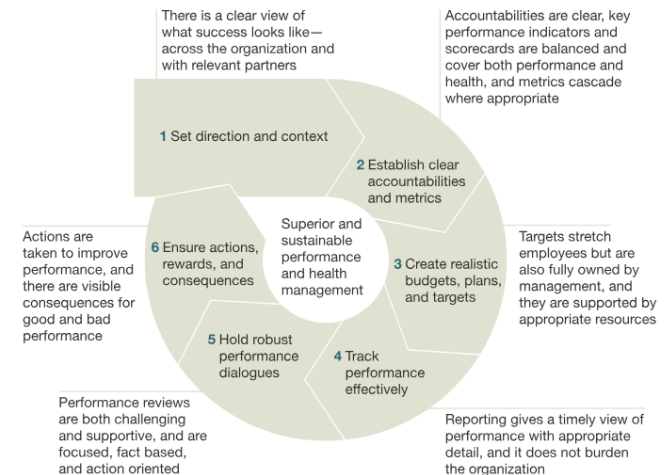 There is a clear view of
what success looks like—
across the organization and
with relevant partners
Accountabilities are clear, key
performance indicators and
scorecards are balanced and
cover both performance and
health, and metrics cascade
where appropriate
1 Set direction and context
2 Establish clear
accountabilities
and metrics
Targets stretch
employees but are
also fully owned by
management, and
they are supported by
appropriate resources
3 Create realistic
budgets, plans,
and targets
4 Track
performance
effectively
Reporting gives a timely view of
performance with appropriate
detail, and it does not burden
the organization
5 Hold robust
performance
dialogues
Performance reviews
are both challenging
and supportive, and are
focused, fact based,
and action oriented
6 Ensure actions,
rewards, and
consequences
Actions are
taken to improve
performance, and
there are visible
consequences for
good and bad
performance
Superior and
sustainable
performance
and health
management